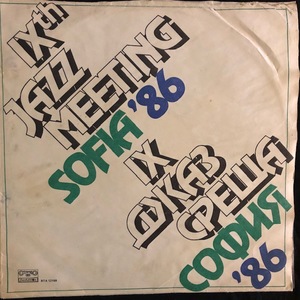 IXth
JAZZ
MEETING
SOFIA '86
IX
ДЖАЗ
СРЕЩА
СОФИЯ
'86